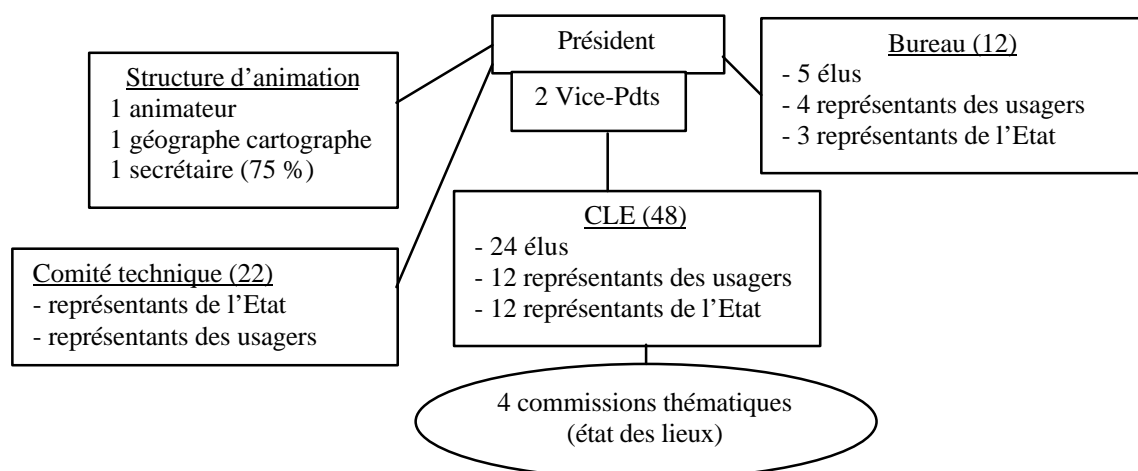 Président
2 Vice-Pdts
Structure d’animation
1 animateur
1 géographe cartographe
1 secrétaire (75 %)
Bureau (12)
- 5 élus
- 4 représentants des usagers
- 3 représentants de l’Etat
Comité technique (22)
- représentants de l’Etat
- représentants des usagers
CLE (48)
- 24 élus
- 12 représentants des usagers
- 12 représentants de l’Etat
4 commissions thématiques
(état des lieux)